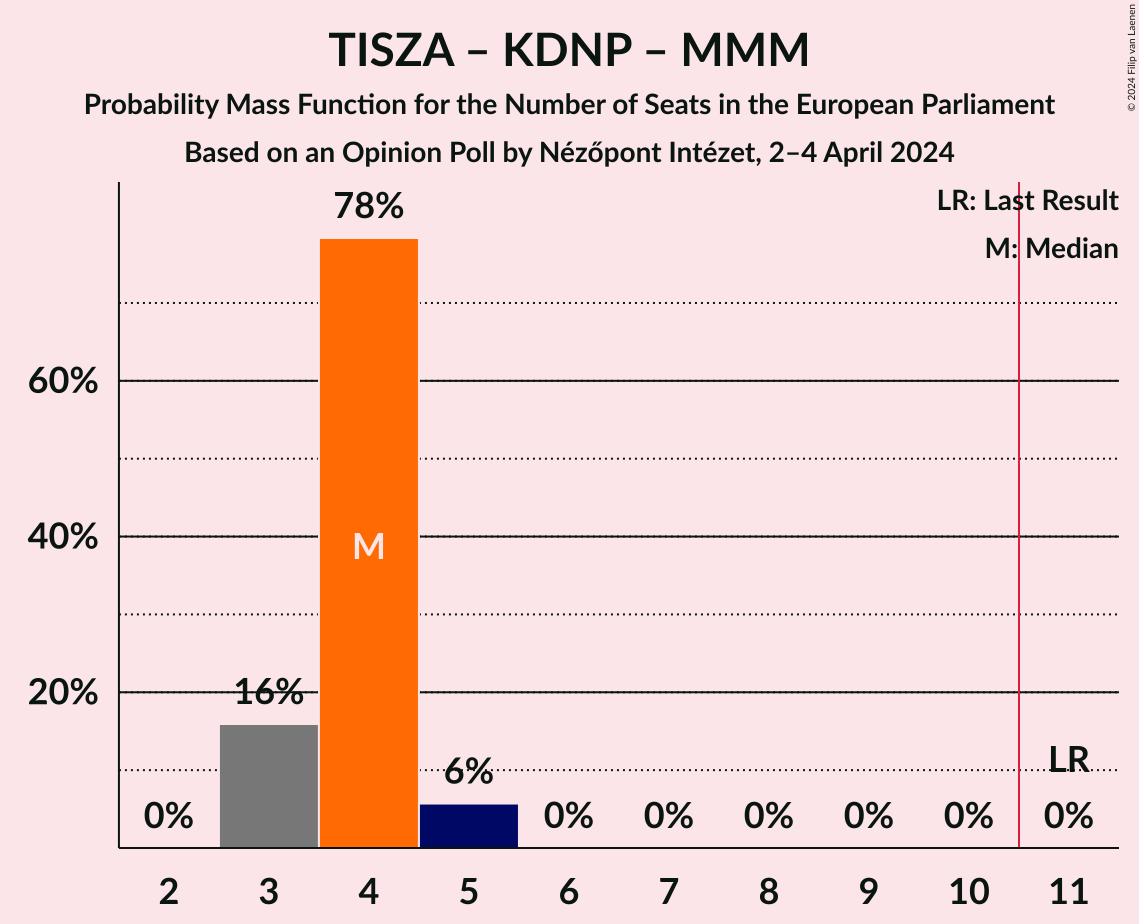 TISZA – KDNP – MMM
Probability Mass Function for the Number of Seats in the European Parliament
Based on an Opinion Poll by Nézőpont Intézet, 2–4 April 2024
© 2024 Filip van Laenen
LR: Last Result
M: Median
78%
60%
40%
M
20%
16%
6%
LR
0%
0%
0%
0%
0%
0%
0%
2 3 4 5 6 7 8 9 10 11